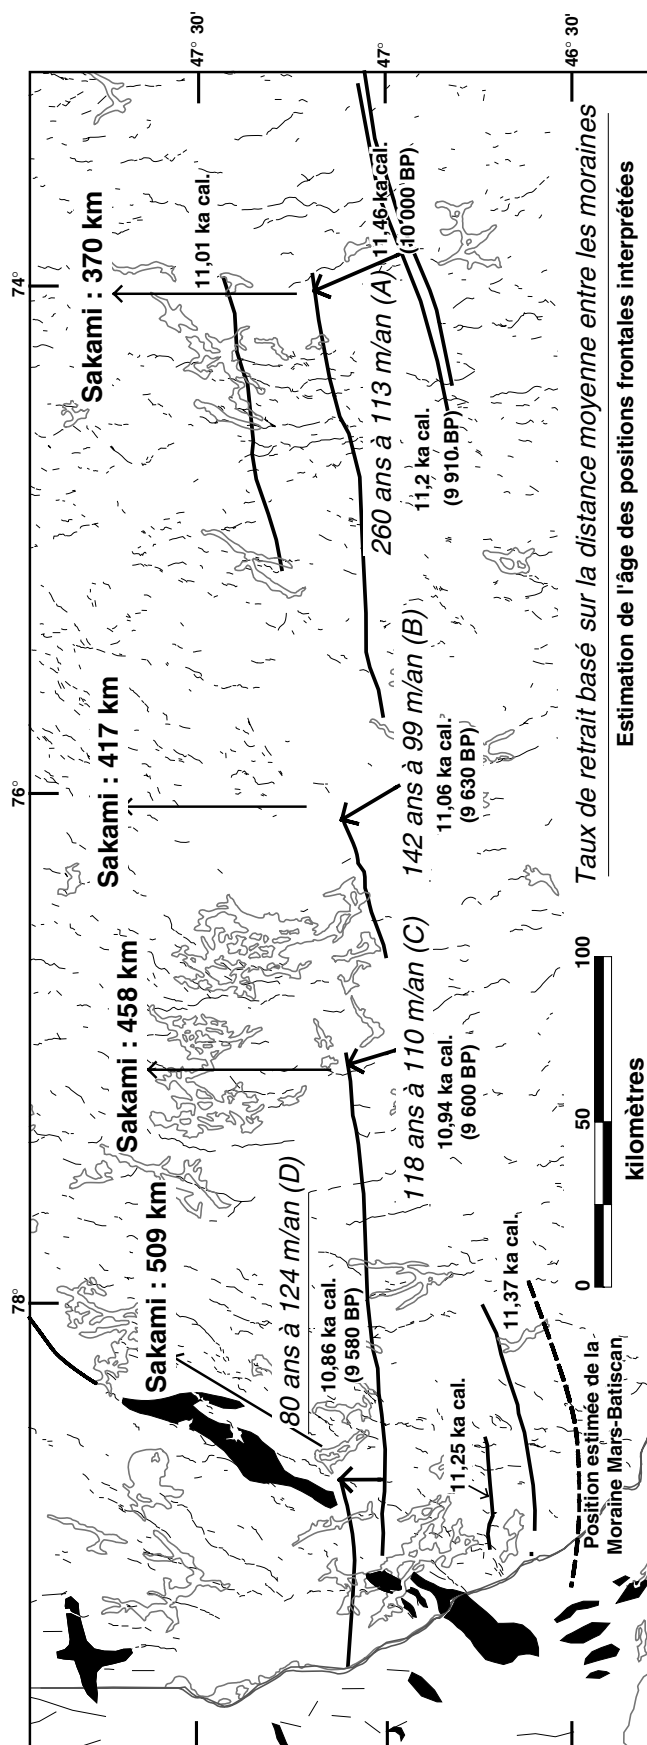 47° 30'
47°
46° 30'
74°
76°
78°
Sakami : 370 km
11,01 ka cal.
11,46 ka cal.
(10 000 BP)
260 ans à 113 m/an (A)
11,2 ka cal.
(9 910 BP)
Sakami : 417 km
142 ans à 99 m/an (B)
11,06 ka cal.
(9 630 BP)
Sakami : 458 km
118 ans à 110 m/an (C)
10,94 ka cal.
(9 600 BP)
Sakami : 509 km
80 ans à 124 m/an (D)
10,86 ka cal.
(9 580 BP)
11,37 ka cal.
11,25 ka cal.
Position estimée de la
Moraine Mars-Batiscan
0 50 100
kilomètres
Taux de retrait basé sur la distance moyenne entre les moraines
Estimation de l'âge des positions frontales interprétées